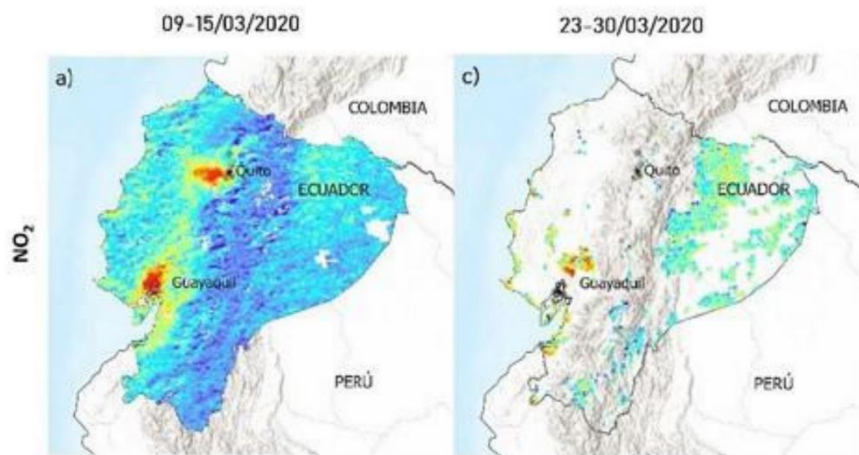 09-15/03/2020
23-30/03/2020
a)
COLOMBIA
Quito
ECUADOR
Guayaquil
PERÚ
c)
COLOMBIA
Quito
ECUADOR
Guayaquil
PERÚ
NO₂